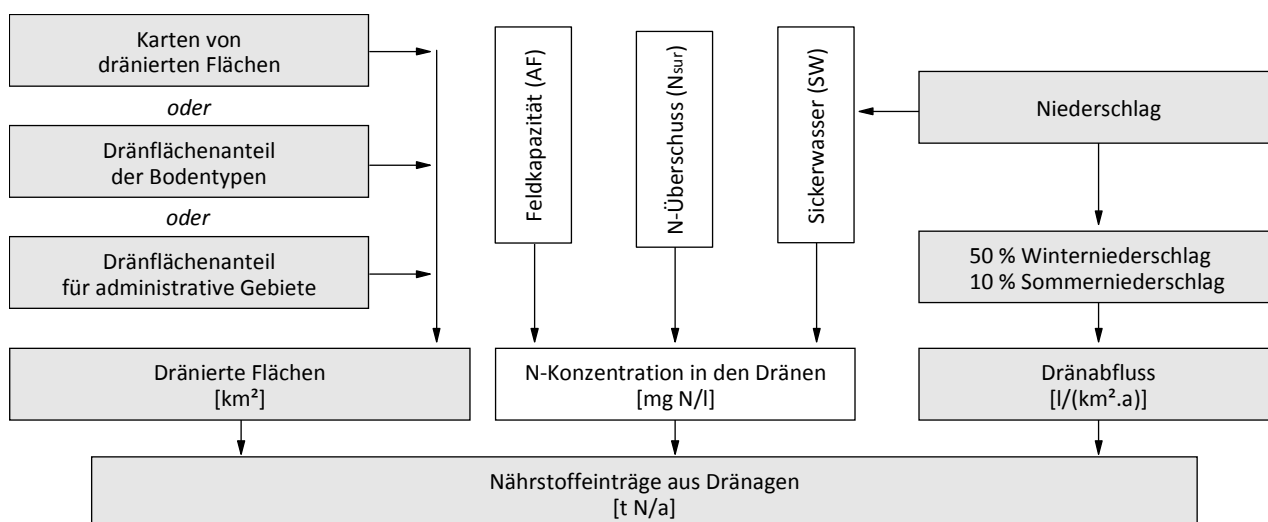 Karten von
dränierten Flächen
oder
Dränflächenanteil
der Bodentypen
oder
Dränflächenanteil
für administrative Gebiete
Feldkapazität (AF)
N-Überschuss (Nsur)
Sickerwasser (SW)
Niederschlag
50 % Winterniederschlag
10 % Sommerniederschlag
Dränierte Flächen
[km²]
N-Konzentration in den Dränen
[mg N/l]
Dränabfluss
[l/(km².a)]
Nährstoffeinträge aus Dränagen
[t N/a]